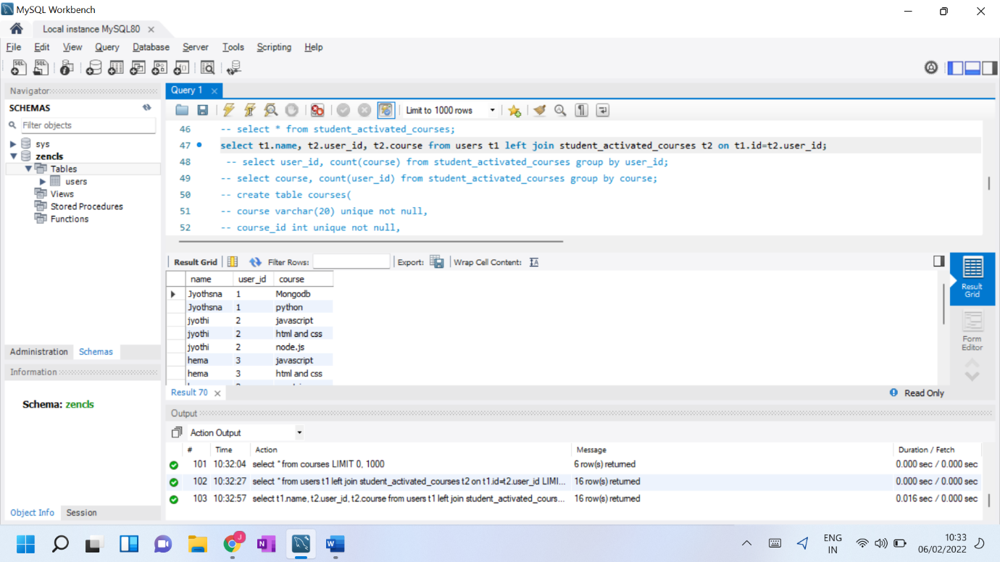 MySQL Workbench
Local instance MySQL80
File Edit View Query Database Server Tools Scripting Help
Navigator
SCHEMAS
Filter objects
sys
zencls
Tables
users
Views
Stored Procedures
Functions
Administration Schemas
Information
Schema: zencls
Object Info Session
Query 1
Limit to 1000 rows
46 -- select * from student_activated_courses;
47 select t1.name, t2.user_id, t2.course from users t1 left join student_activated_courses t2 on t1.id=t2.user_id;
48 -- select user_id, count(course) from student_activated_courses group by user_id;
49 -- select course, count(user_id) from student_activated_courses group by course;
50 -- create table courses(
51 -- course varchar(20) unique not null,
52 -- course_id int unique not null,
Result Grid Filter Rows: Export: Wrap Cell Content:
name user_id course
Jyothsna 1 Mongodb
Jyothsna 1 python
jyothi 2 javascript
jyothi 2 html and css
jyothi 2 node.js
hema 3 javascript
hema 3 html and css
Result Grid
Form Editor
Result 70
Read Only
Output
Action Output
# Time Action Message Duration / Fetch
101 10:32:04 select * from courses LIMIT 0, 1000 6 row(s) returned 0.000 sec / 0.000 sec
102 10:32:27 select * from users t1 left join student_activated_courses t2 on t1.id=t2.user_id LIMI... 16 row(s) returned 0.000 sec / 0.000 sec
103 10:32:57 select t1.name, t2.user_id, t2.course from users t1 left join student_activated_cours... 16 row(s) returned 0.016 sec / 0.000 sec
ENG
IN
10:33
06/02/2022